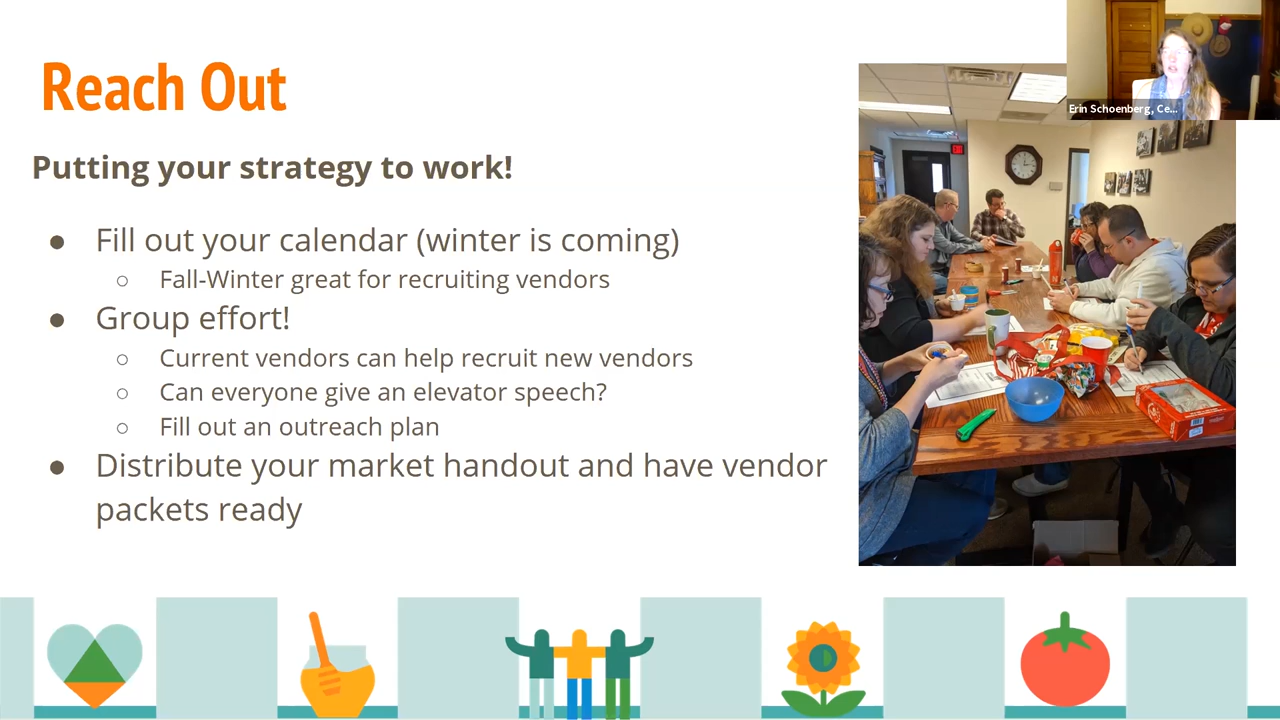 Reach Out
Erin Schoenberg, Ce...
Putting your strategy to work!
● Fill out your calendar (winter is coming)
○ Fall-Winter great for recruiting vendors
● Group effort!
○ Current vendors can help recruit new vendors
○ Can everyone give an elevator speech?
○ Fill out an outreach plan
● Distribute your market handout and have vendor
packets ready